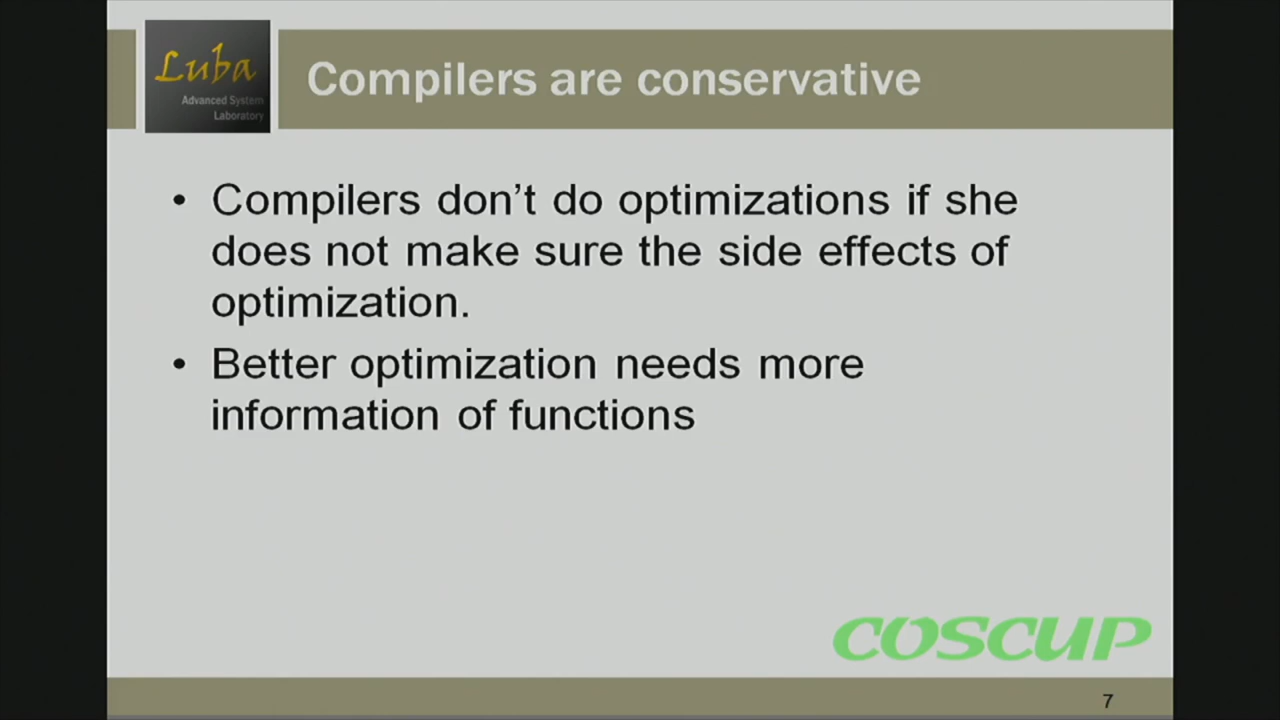 Luba
Advanced System
Laboratory
Compilers are conservative
• Compilers don’t do optimizations if she
does not make sure the side effects of
optimization.
• Better optimization needs more
information of functions
COSCUP
7